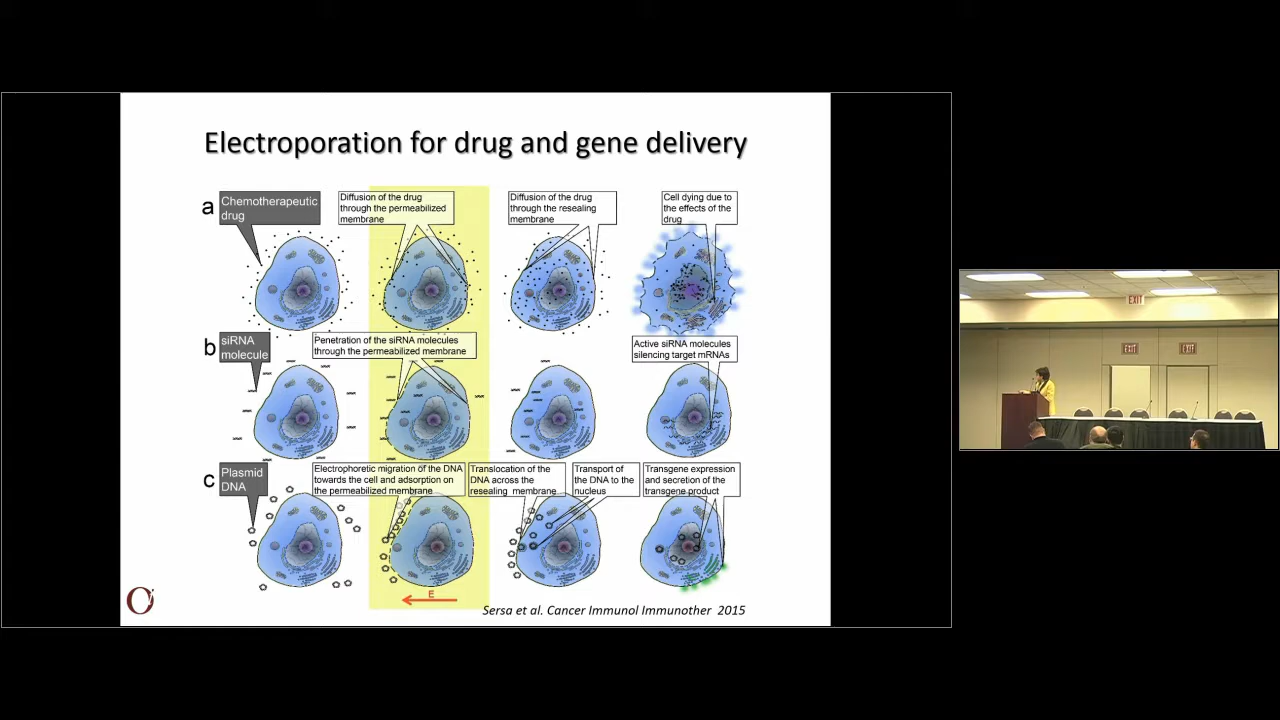 Electroporation for drug and gene delivery
a
Chemotherapeutic
drug
Diffusion of the drug
through the permeabilized
membrane
Diffusion of the drug
through the resealing
membrane
Cell dying due to
the effects of the
drug
b
siRNA
molecule
Penetration of the siRNA molecules
through the permeabilized membrane
Active siRNA molecules
silencing target mRNAs
c
Plasmid
DNA
Electrophoretic migration of the DNA
towards the cell and adsorption on
the permeabilized membrane
Translocation of the
DNA across the
resealing membrane
Transport of
the DNA to the
nucleus
Transgene expression
and secretion of the
transgene product
E
Sersa et al. Cancer Immunol Immunother 2015
EXIT
EXIT
EXIT